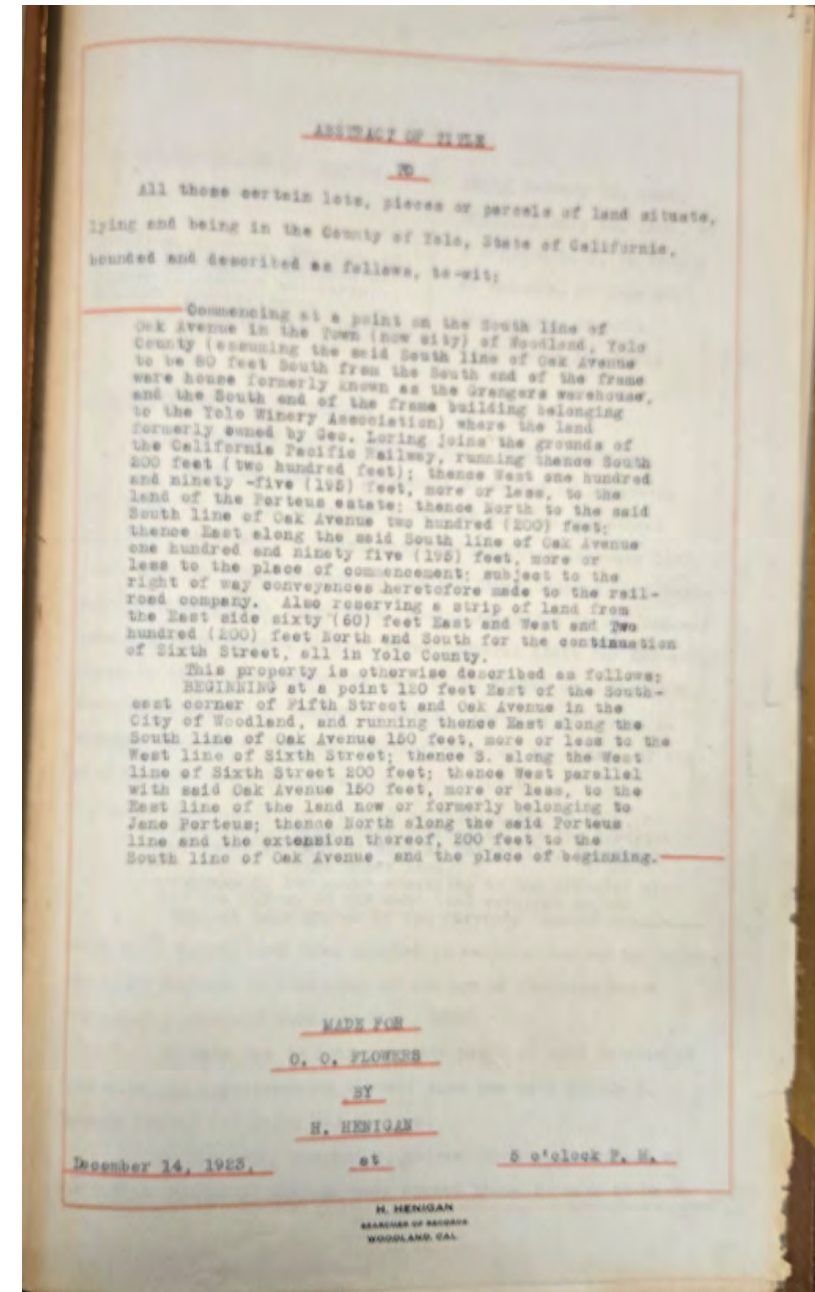 ABSTRACT OF TITLE
TO
All those certain lots, pieces or parcels of land situate,
lying and being in the County of Yolo, State of California,
bounded and described as follows, to-wit;
Commencing at a point on the South line of
Oak Avenue in the Town (now city) of Woodland, Yolo
County (assuming the said South line of Oak Avenue
to be 80 feet South from the South end of the frame
ware house formerly known as the Grangers warehouse,
and the South end of the frame building belonging
to the Yolo Winery Association) where the land
formerly owned by Geo. Loring joins the grounds of
the California Pacific Railway, running thence South
200 feet (two hundred feet); thence West one hundred
and ninety -five (195) feet, more or less, to the
land of the Porteus estate; thence North to the said
South line of Oak Avenue two hundred (200) feet;
thence East along the said South line of Oak Avenue
one hundred and ninety five (195) feet, more or
less to the place of commencement; subject to the
right of way conveyances heretofore made to the rail-
road company. Also reserving a strip of land from
the East side sixty (60) feet East and West and Two
hundred (200) feet North and South for the continuation
of Sixth Street, all in Yolo County.
This property is otherwise described as follows;
BEGINNING at a point 120 feet East of the South-
east corner of Fifth Street and Oak Avenue in the
City of Woodland, and running thence East along the
South line of Oak Avenue 150 feet, more or less to the
West line of Sixth Street; thence S. along the West
line of Sixth Street 200 feet; thence West parallel
with said Oak Avenue 150 feet, more or less, to the
East line of the land now or formerly belonging to
Jane Porteus; thence North along the said Porteus
line and the extension thereof, 200 feet to the
South line of Oak Avenue, and the place of beginning.
MADE FOR
O. O. FLOWERS
BY
H. HENIGAN
December 14, 1923, at 5 o'clock P. M.
H. HENIGAN
SEARCHER OF RECORDS
WOODLAND, CAL.